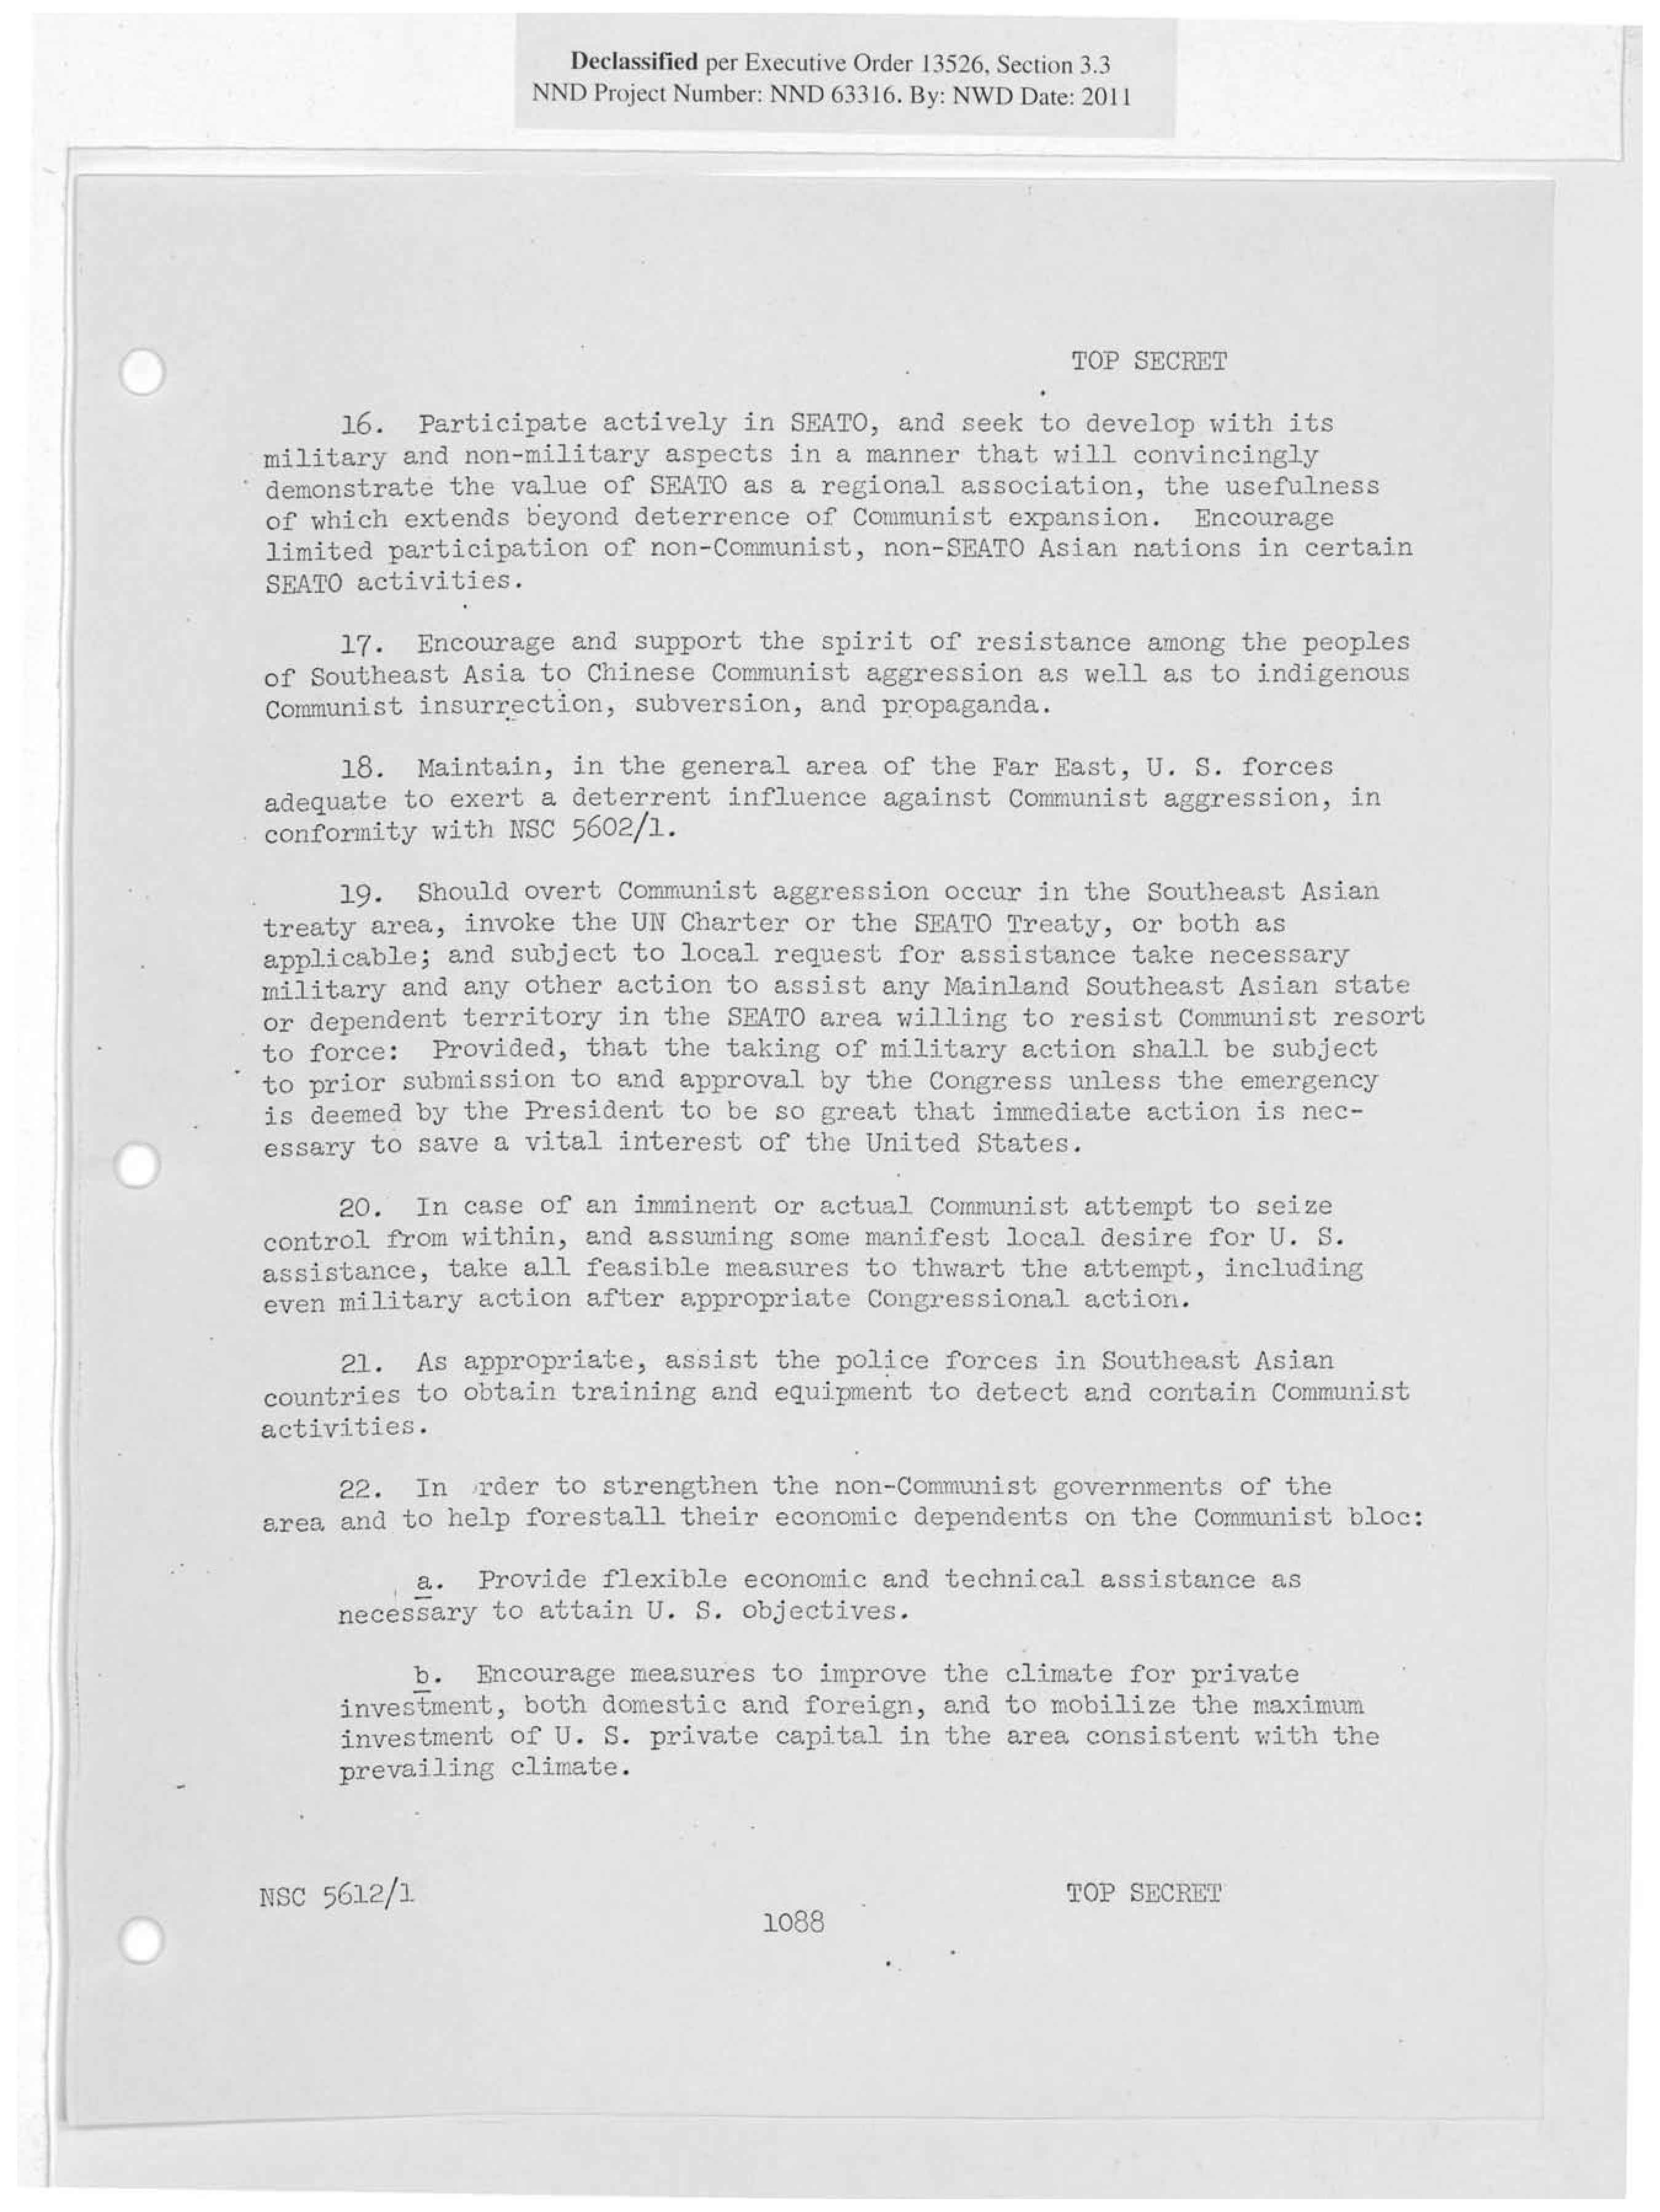 Declassified per Executive Order 13526, Section 3.3
NND Project Number: NND 63316. By: NWD Date: 2011
TOP SECRET
16. Participate actively in SEATO, and seek to develop with its
military and non-military aspects in a manner that will convincingly
demonstrate the value of SEATO as a regional association, the usefulness
of which extends beyond deterrence of Communist expansion. Encourage
limited participation of non-Communist, non-SEATO Asian nations in certain
SEATO activities.
17. Encourage and support the spirit of resistance among the peoples
of Southeast Asia to Chinese Communist aggression as well as to indigenous
Communist insurrection, subversion, and propaganda.
18. Maintain, in the general area of the Far East, U. S. forces
adequate to exert a deterrent influence against Communist aggression, in
conformity with NSC 5602/1.
19. Should overt Communist aggression occur in the Southeast Asian
treaty area, invoke the UN Charter or the SEATO Treaty, or both as
applicable; and subject to local request for assistance take necessary
military and any other action to assist any Mainland Southeast Asian state
or dependent territory in the SEATO area willing to resist Communist resort
to force: Provided, that the taking of military action shall be subject
to prior submission to and approval by the Congress unless the emergency
is deemed by the President to be so great that immediate action is nec-
essary to save a vital interest of the United States.
20. In case of an imminent or actual Communist attempt to seize
control from within, and assuming some manifest local desire for U. S.
assistance, take all feasible measures to thwart the attempt, including
even military action after appropriate Congressional action.
21. As appropriate, assist the police forces in Southeast Asian
countries to obtain training and equipment to detect and contain Communist
activities.
22. In rder to strengthen the non-Communist governments of the
area and to help forestall their economic dependents on the Communist bloc:
a. Provide flexible economic and technical assistance as
necessary to attain U. S. objectives.
b. Encourage measures to improve the climate for private
investment, both domestic and foreign, and to mobilize the maximum
investment of U. S. private capital in the area consistent with the
prevailing climate.
NSC 5612/1
TOP SECRET
1088